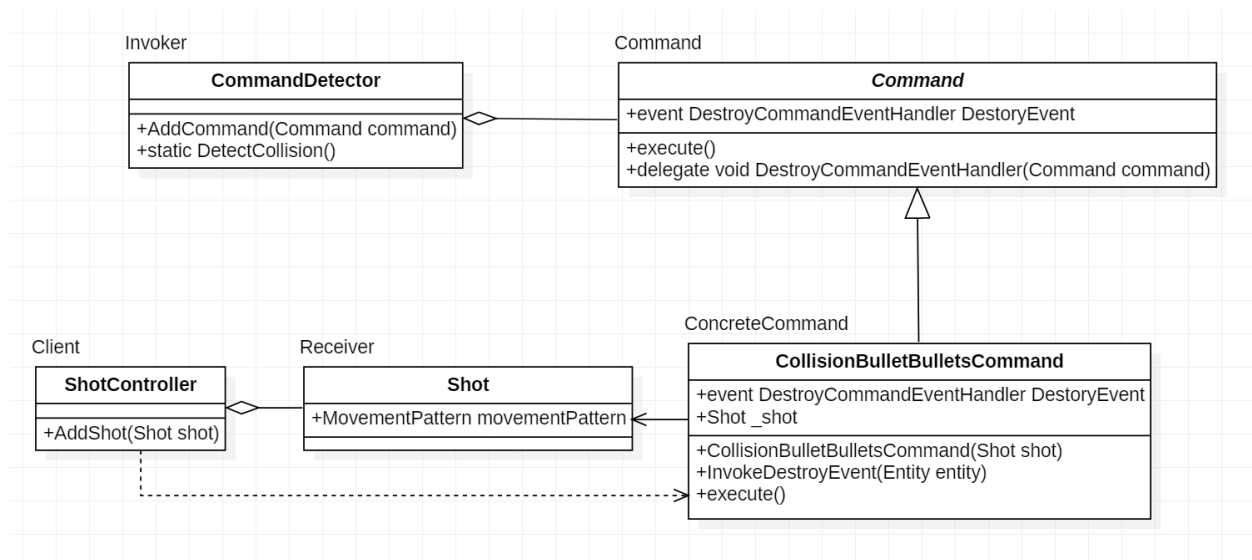 Invoker
CommandDetector
+AddCommand(Command command)
+static DetectCollision()
Command
Command
+event DestroyCommandEventHandler DestoryEvent
+execute()
+delegate void DestroyCommandEventHandler(Command command)
Client
ShotController
+AddShot(Shot shot)
Receiver
Shot
+MovementPattern movementPattern
ConcreteCommand
CollisionBulletBulletsCommand
+event DestroyCommandEventHandler DestoryEvent
+Shot _shot
+CollisionBulletBulletsCommand(Shot shot)
+InvokeDestroyEvent(Entity entity)
+execute()